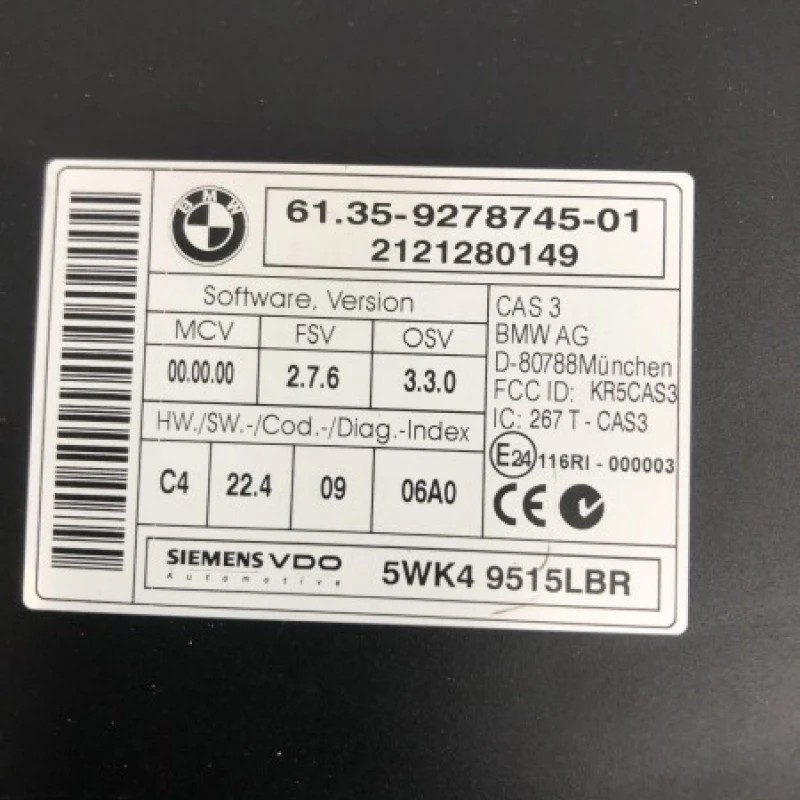 BMW
61.35-9278745-01
2121280149
Software, Version
MCV FSV OSV
00.00.00 2.7.6 3.3.0
HW./SW.-/Cod.-/Diag.-Index
C4 22.4 09 06A0
CAS 3
BMW AG
D-80788München
FCC ID: KR5CAS3
IC: 267 T - CAS3
E24 116RI - 000003
CE
SIEMENS VDO
Automotive
5WK4 9515LBR